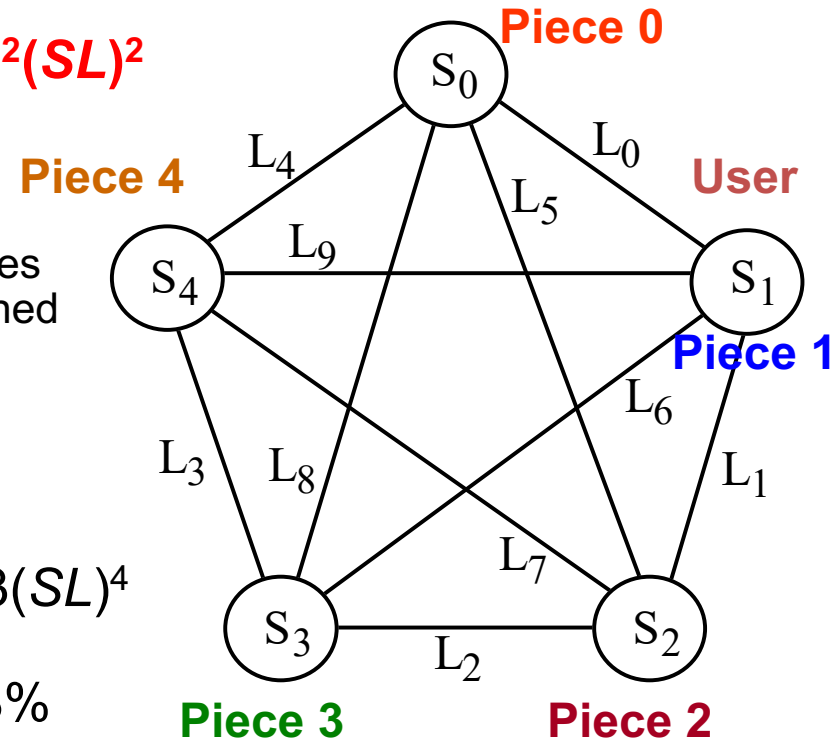 Piece 0
²(SL)²
S₀
L₄
L₀
Piece 4
User
L₅
L₉
es
ned
S₄
S₁
Piece 1
L₆
L₃
L₈
L₁
L₇
3(SL)⁴
S₃
S₂
L₂
%
Piece 3
Piece 2